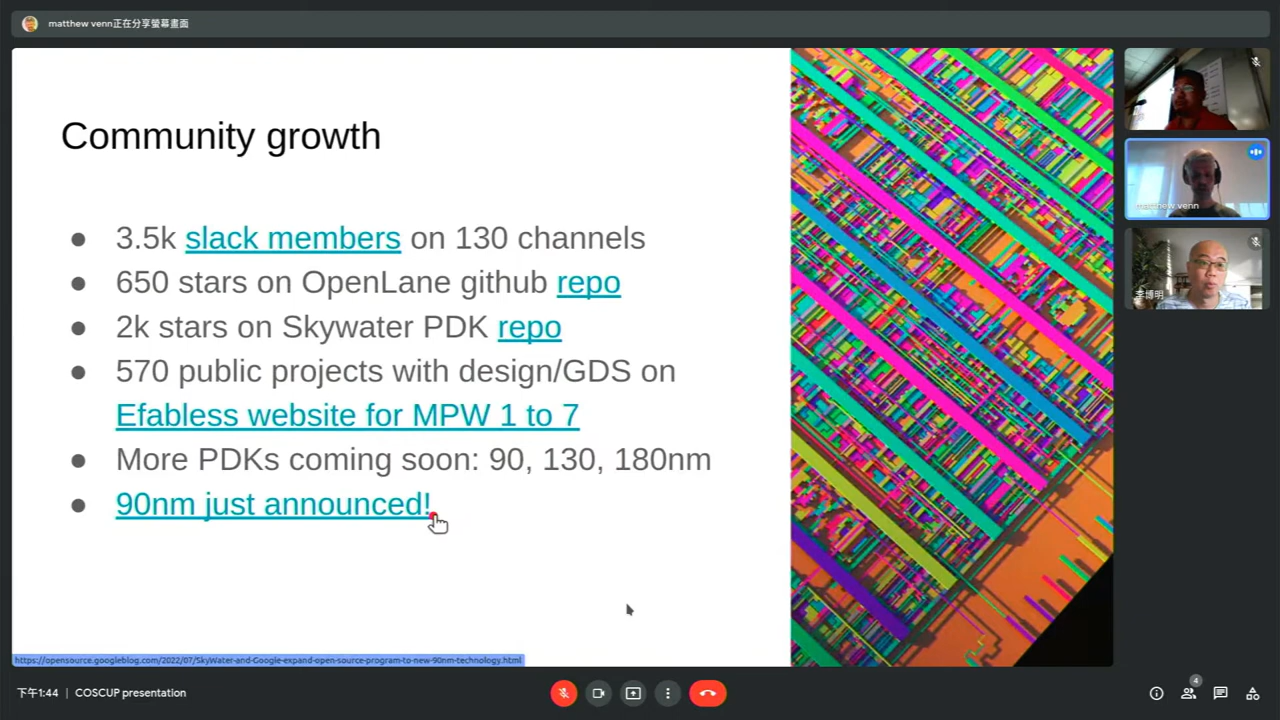 matthew venn正在分享螢幕畫面
Community growth
● 3.5k slack members on 130 channels
● 650 stars on OpenLane github repo
● 2k stars on Skywater PDK repo
● 570 public projects with design/GDS on
Efabless website for MPW 1 to 7
● More PDKs coming soon: 90, 130, 180nm
● 90nm just announced!
matthew venn
李博明
https://opensource.googleblog.com/2022/07/SkyWater-and-Google-expand-open-source-program-to-new-90nm-technology.html
下午1:44 | COSCUP presentation
4